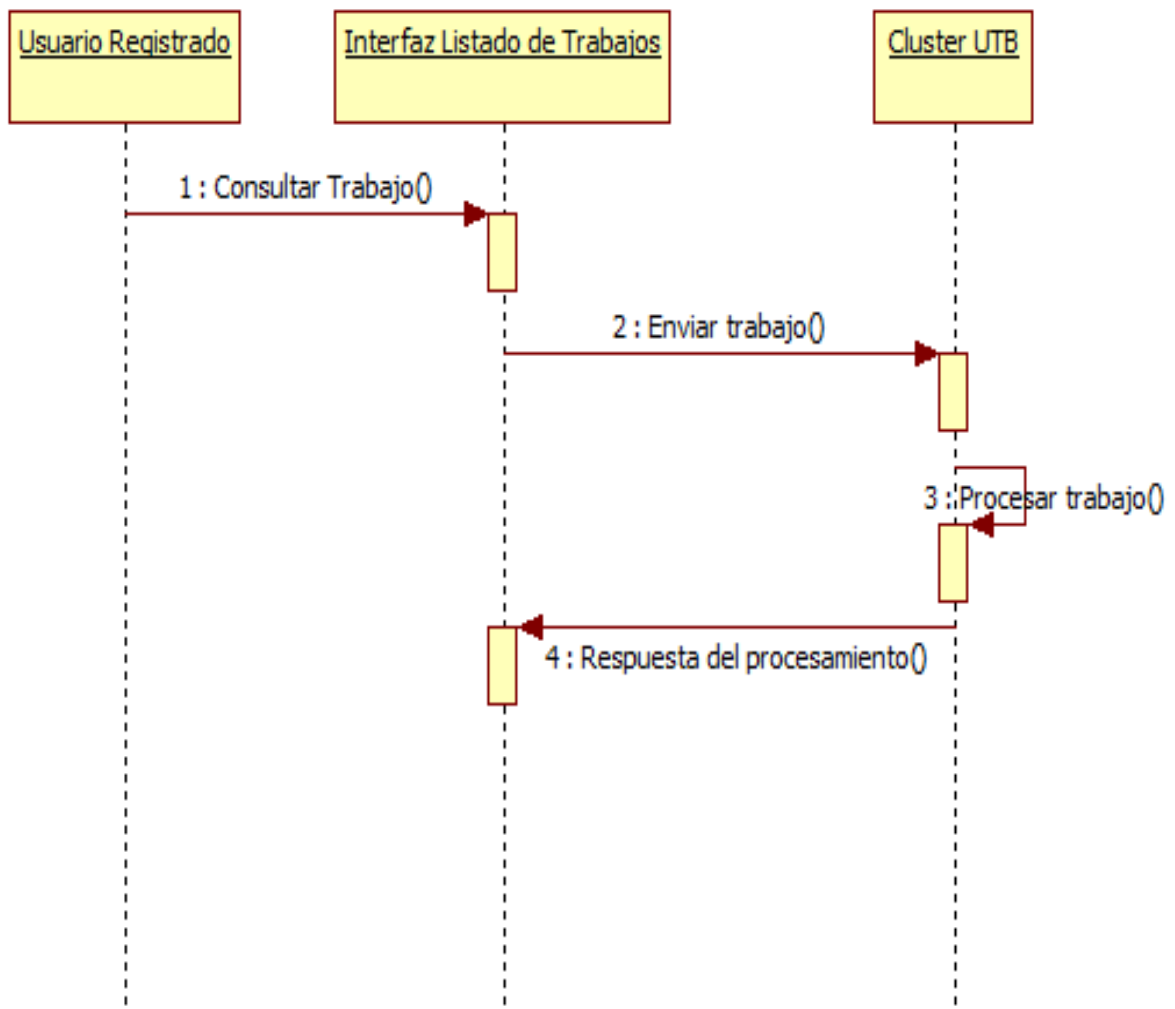 Usuario Registrado
Interfaz Listado de Trabajos
Cluster UTB
1 : Consultar Trabajo()
2 : Enviar trabajo()
3 : Procesar trabajo()
4 : Respuesta del procesamiento()